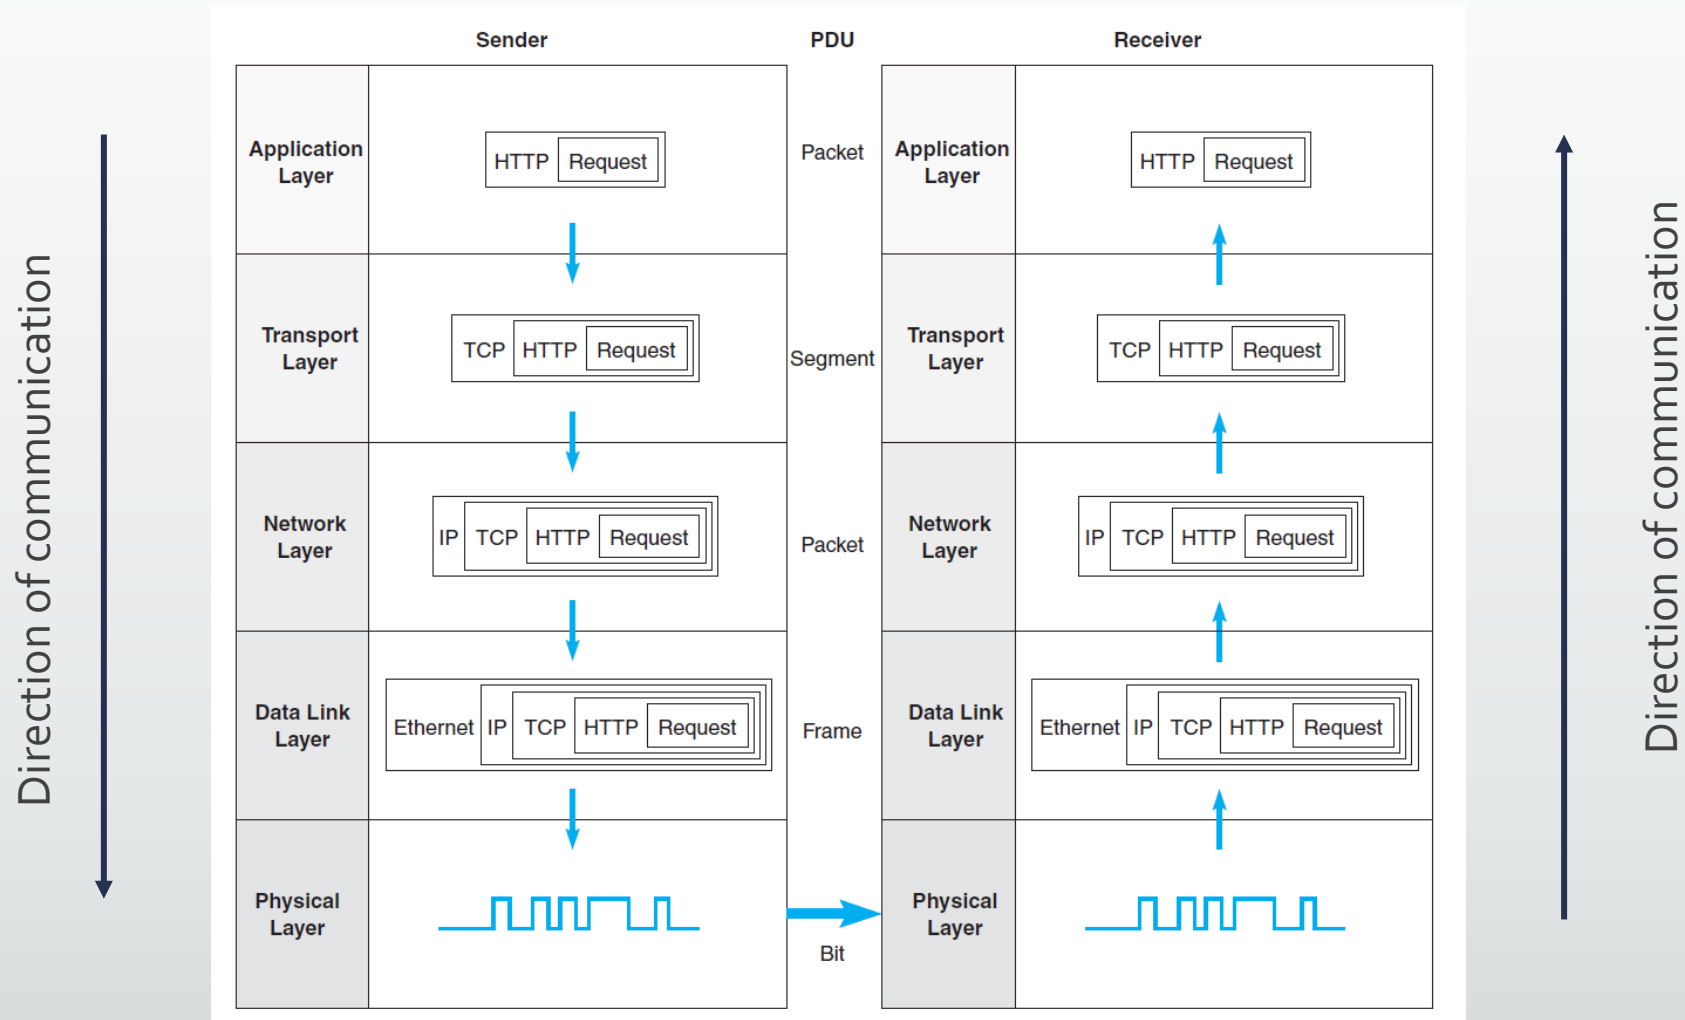 Sender PDU Receiver
Direction of communication
Application
Layer
HTTP Request
Packet
Application
Layer
HTTP Request
Transport
Layer
TCP HTTP Request
Segment
Transport
Layer
TCP HTTP Request
Network
Layer
IP TCP HTTP Request
Packet
Network
Layer
IP TCP HTTP Request
Data Link
Layer
Ethernet IP TCP HTTP Request
Frame
Data Link
Layer
Ethernet IP TCP HTTP Request
Physical
Layer
Bit
Physical
Layer
Direction of communication